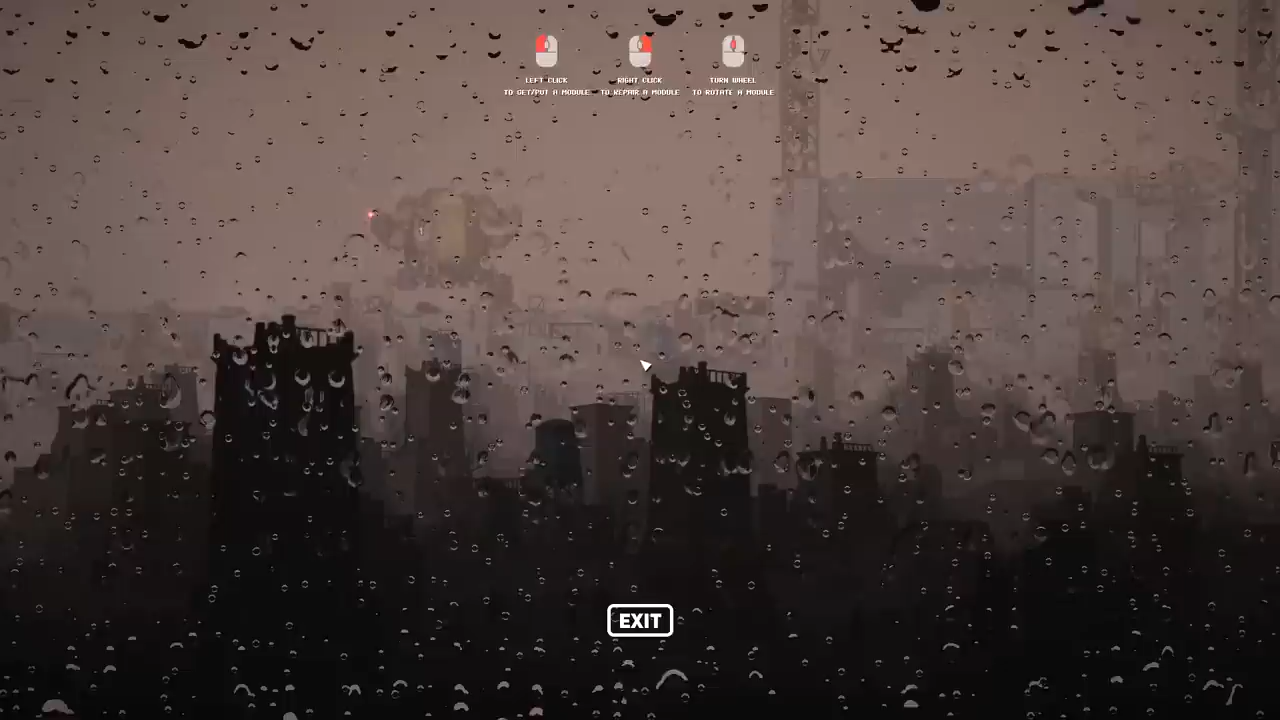 LEFT CLICK
TO GET/PUT A MODULE
RIGHT CLICK
TO REPAIR A MODULE
TURN WHEEL
TO ROTATE A MODULE
EXIT